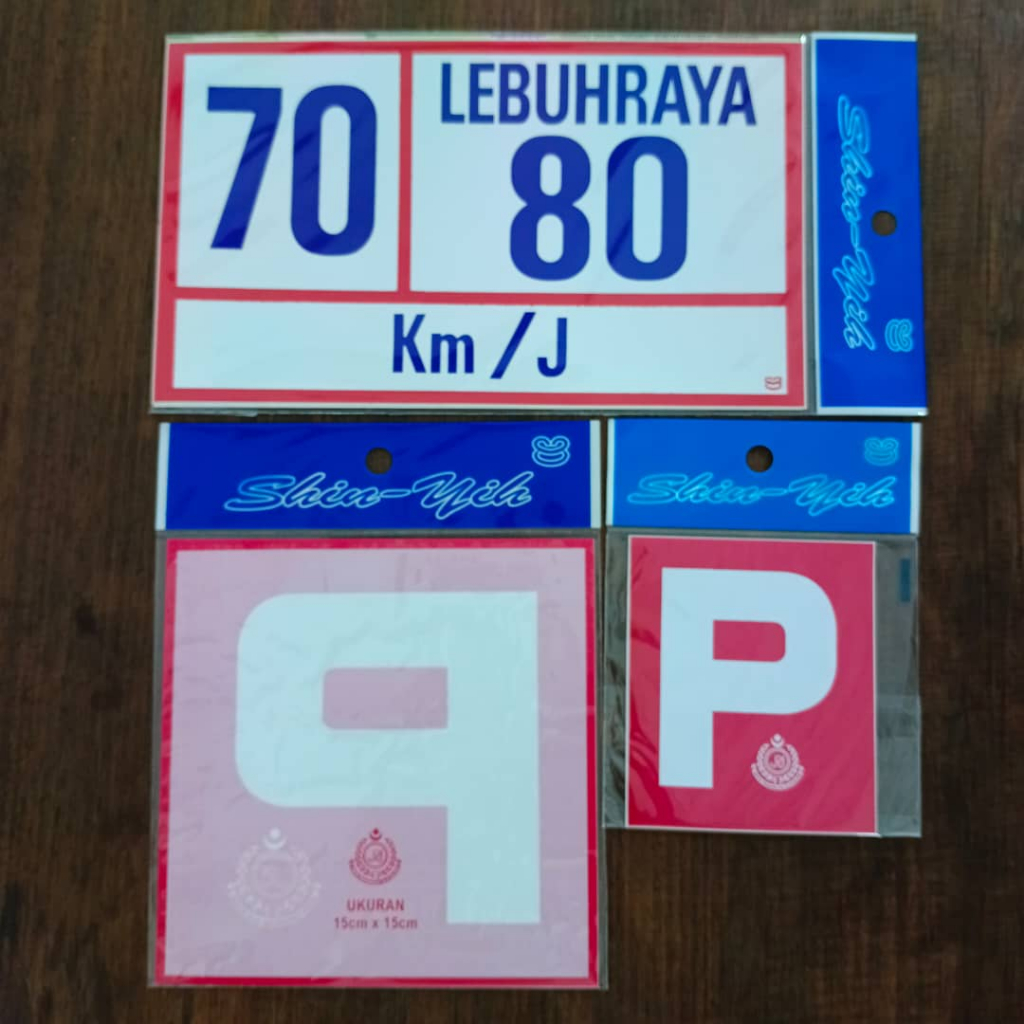 70
LEBUHRAYA
80
Km/J
Shin-Yih
Shin-Yih
Shin-Yih
P
UKURAN
15cm x 15cm
P